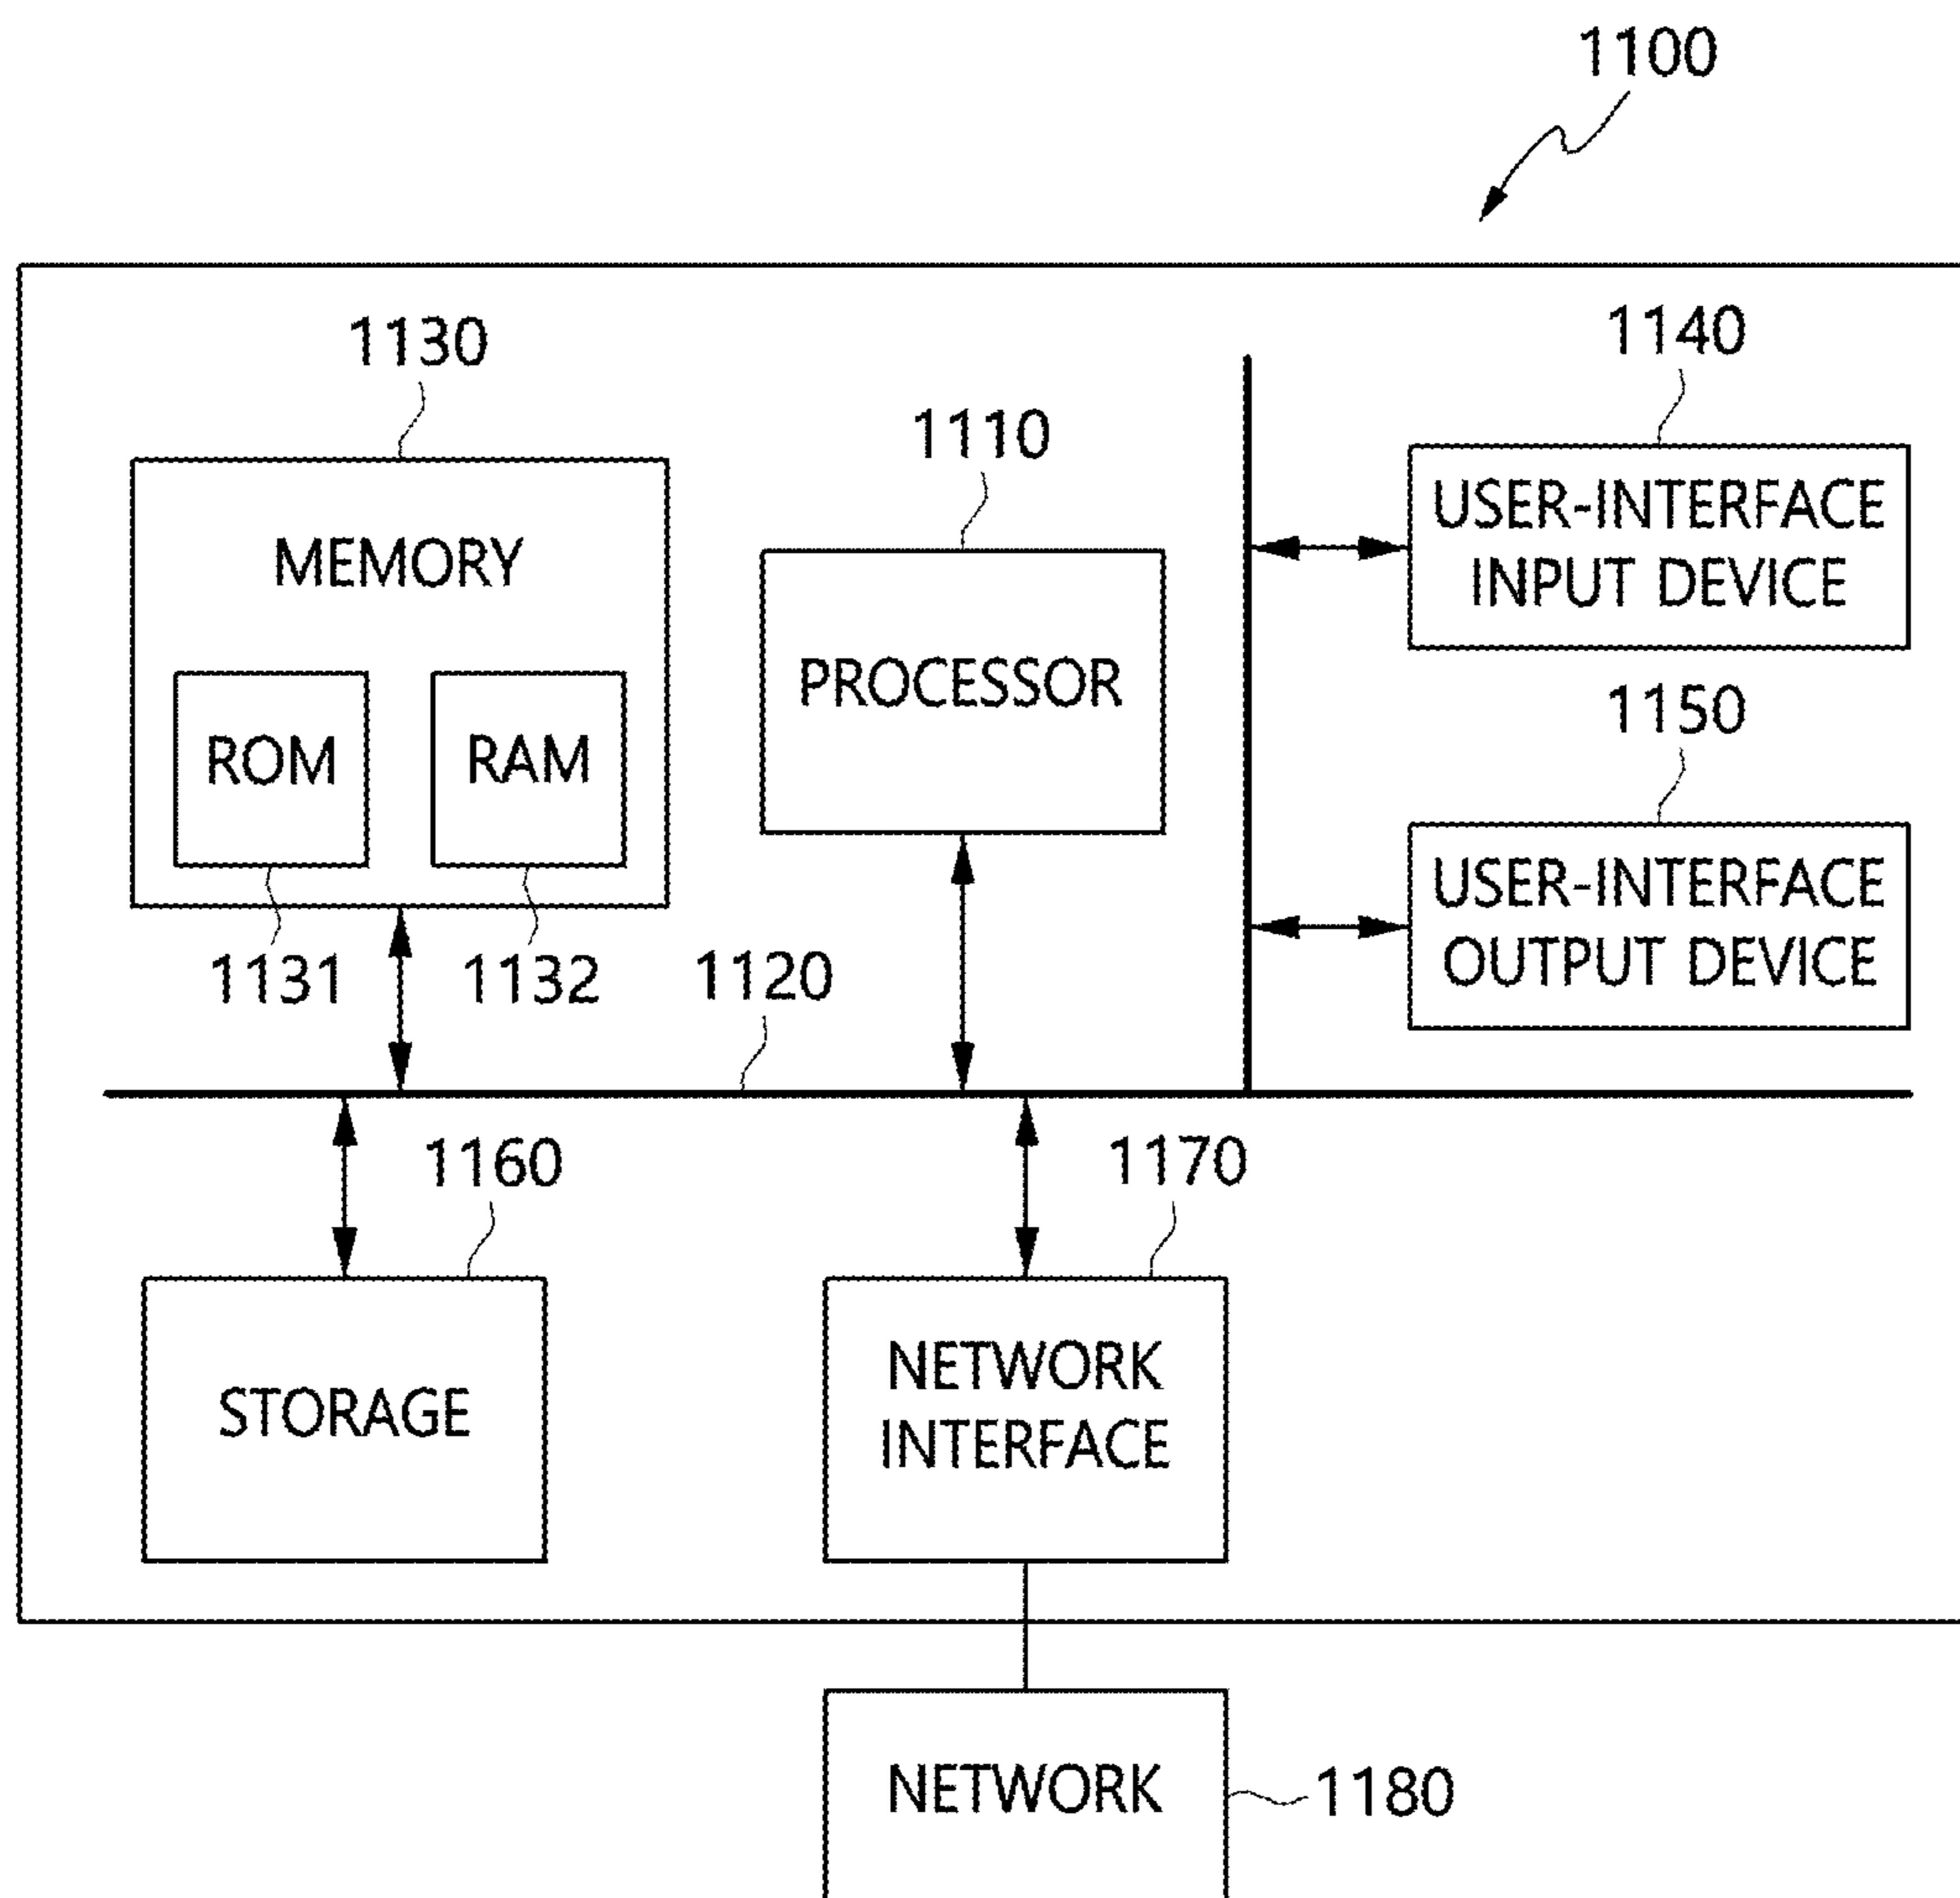 1100
1130
1140
1110
USER-INTERFACE
INPUT DEVICE
MEMORY
PROCESSOR
1150
ROM
RAM
USER-INTERFACE
OUTPUT DEVICE
1131
1132
1120
1160
1170
STORAGE
NETWORK
INTERFACE
NETWORK
1180